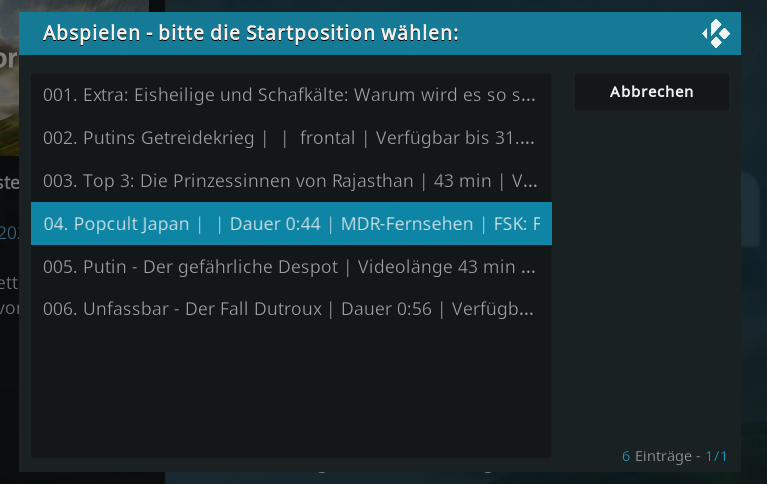 Abspielen - bitte die Startposition wählen:
001. Extra: Eisheilige und Schafkälte: Warum wird es so s...
Abbrechen
002. Putins Getreidekrieg |  |  frontal | Verfügbar bis 31....
003. Top 3: Die Prinzessinnen von Rajasthan | 43 min | V...
04. Popcult Japan |  | Dauer 0:44 | MDR-Fernsehen | FSK: F
005. Putin - Der gefährliche Despot | Videolänge 43 min ...
006. Unfassbar - Der Fall Dutroux | Dauer 0:56 | Verfügb...
6 Einträge - 1/1